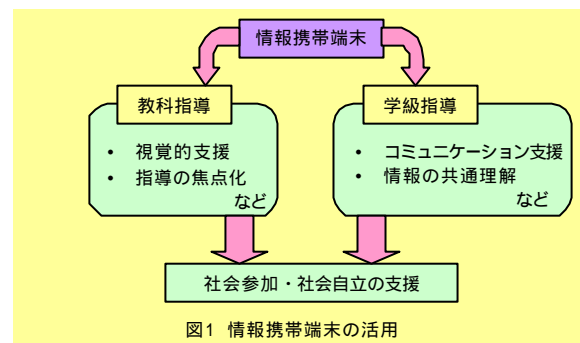 情報携帯端末
教科指導
・ 視覚的支援
・ 指導の焦点化
など
学級指導
・ コミュニケーション支援
・ 情報の共通理解
など
社会参加・社会自立の支援
図1 情報携帯端末の活用